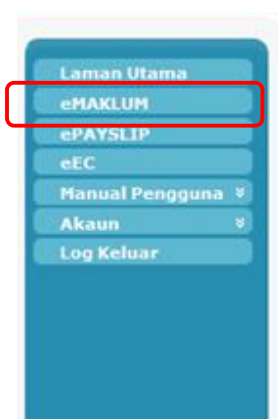 Laman Utama
eMAKLUM
ePAYSLIP
eEC
Manual Pengguna
Akaun
Log Keluar